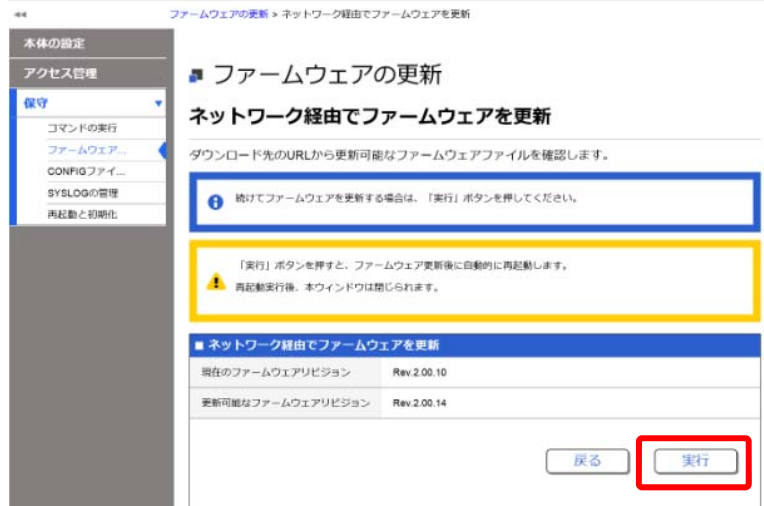 ファームウェアの更新 > ネットワーク経由でファームウェアを更新
本体の設定
アクセス管理
保守
コマンドの実行
ファームウェア...
CONFIGファイ...
SYSLOGの管理
再起動と初期化
ファームウェアの更新
ネットワーク経由でファームウェアを更新
ダウンロード先のURLから更新可能なファームウェアファイルを確認します。
続けてファームウェアを更新する場合は、「実行」ボタンを押してください。
「実行」ボタンを押すと、ファームウェア更新後に自動的に再起動します。
再起動実行後、本ウィンドウは閉じられます。
■ ネットワーク経由でファームウェアを更新
現在のファームウェアリビジョン Rev.2.00.10
更新可能なファームウェアリビジョン Rev.2.00.14
戻る 実行